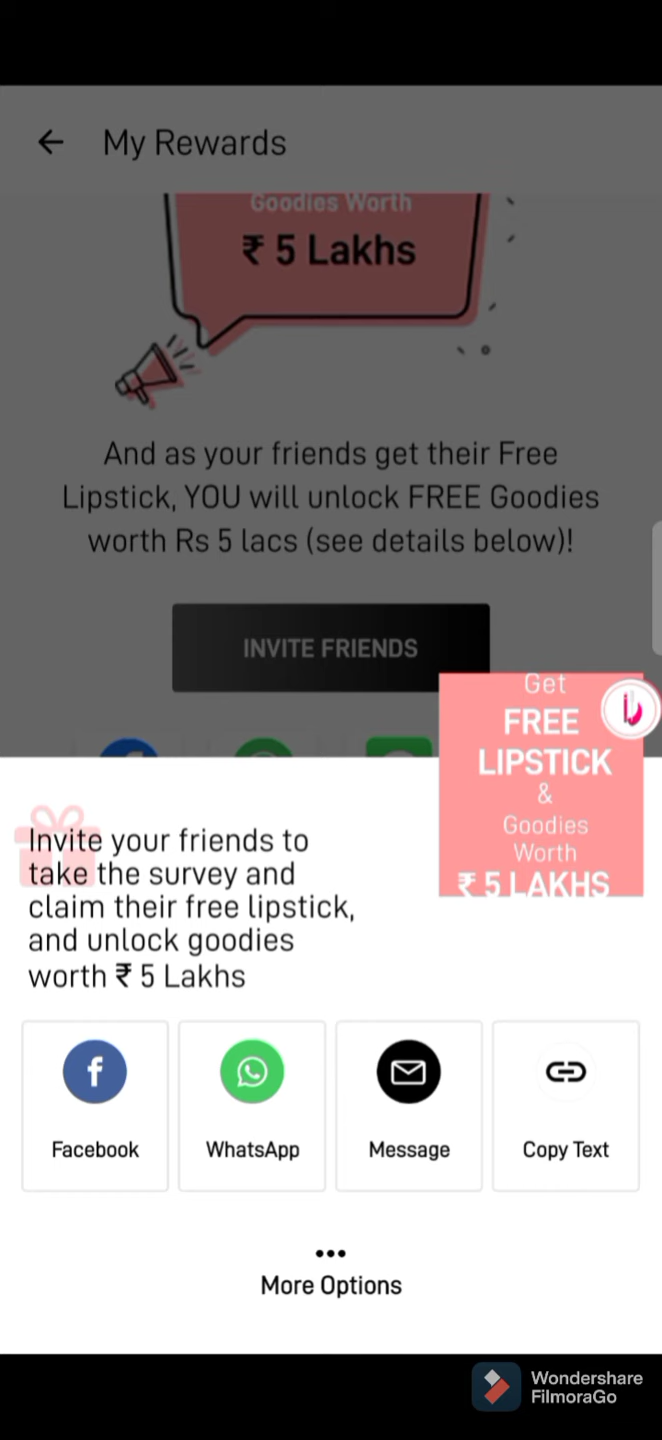 My Rewards
Goodies Worth
₹ 5 Lakhs
And as your friends get their Free
Lipstick, YOU will unlock FREE Goodies
worth Rs 5 lacs (see details below)!
INVITE FRIENDS
Get
FREE
LIPSTICK
&
Goodies
Worth
₹ 5 LAKHS
Invite your friends to
take the survey and
claim their free lipstick,
and unlock goodies
worth ₹ 5 Lakhs
Facebook
WhatsApp
Message
Copy Text
More Options
Wondershare
FilmoraGo